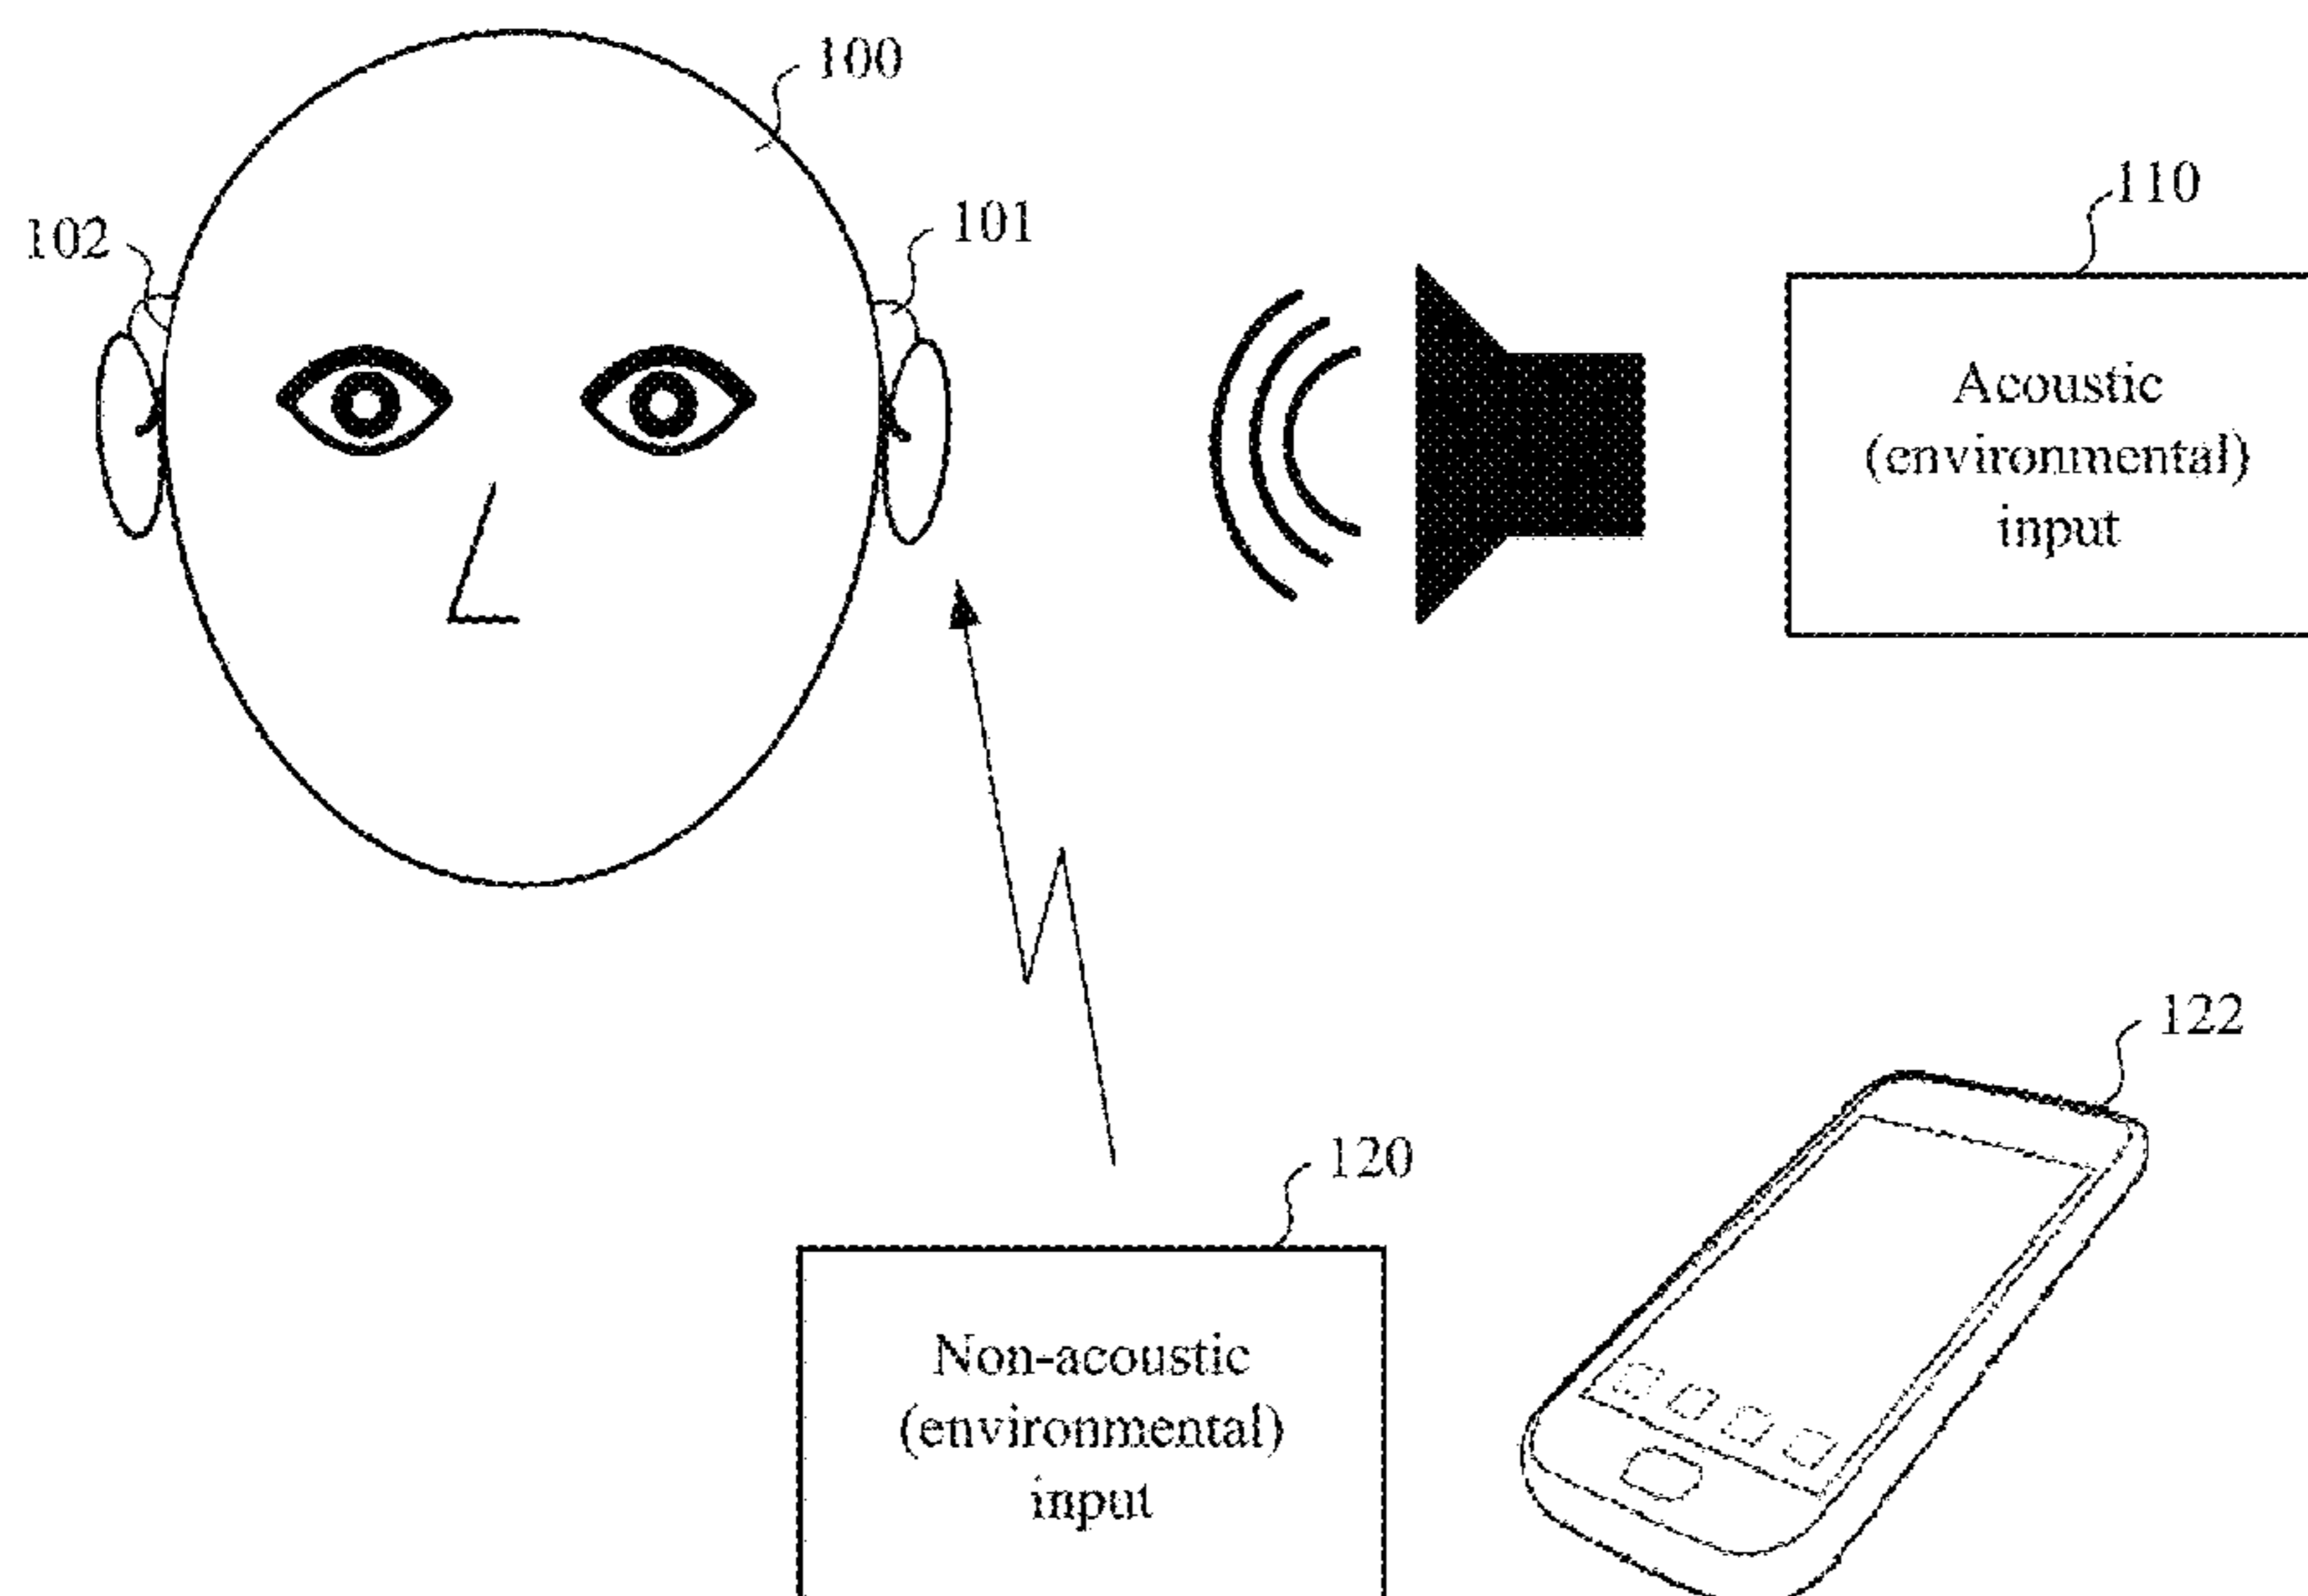 100
102
101
110
Acoustic
(environmental)
input
122
120
Non-acoustic
(environmental)
input